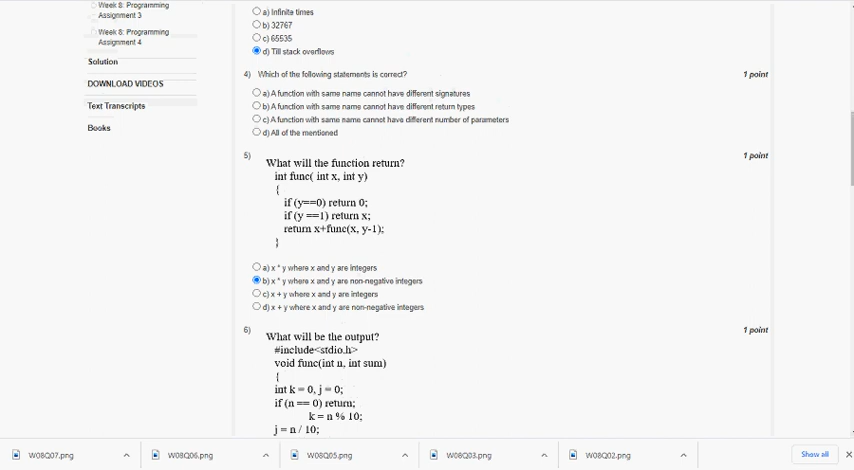 Week 8: Programming
Assignment 3
Week 8: Programming
Assignment 4
Solution
DOWNLOAD VIDEOS
Text Transcripts
Books
a) Infinite times
b) 32767
c) 65535
d) Till stack overflows
4) Which of the following statements is correct? 1 point
a) A function with same name cannot have different signatures
b) A function with same name cannot have different return types
c) A function with same name cannot have different number of parameters
d) All of the mentioned
5) What will the function return? 1 point
int func( int x, int y)
{
if (y==0) return 0;
if (y ==1) return x;
return x+func(x, y-1);
}
a) x * y where x and y are integers
b) x * y where x and y are non-negative integers
c) x + y where x and y are integers
d) x + y where x and y are non-negative integers
6) What will be the output? 1 point
#include<stdio.h>
void func(int n, int sum)
{
int k = 0, j = 0;
if (n == 0) return;
k = n % 10;
j = n / 10;
W08Q07.png W08Q06.png W08Q05.png W08Q03.png W08Q02.png Show all